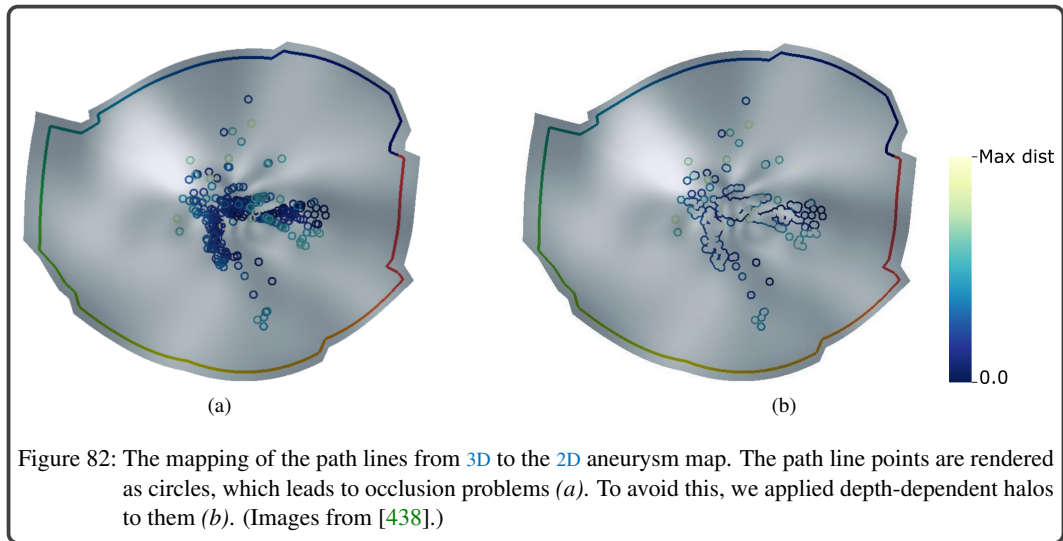 Max dist
0.0
(a)
(b)
Figure 82: The mapping of the path lines from 3D to the 2D aneurysm map. The path line points are rendered
as circles, which leads to occlusion problems (a). To avoid this, we applied depth-dependent halos
to them (b). (Images from [438].)